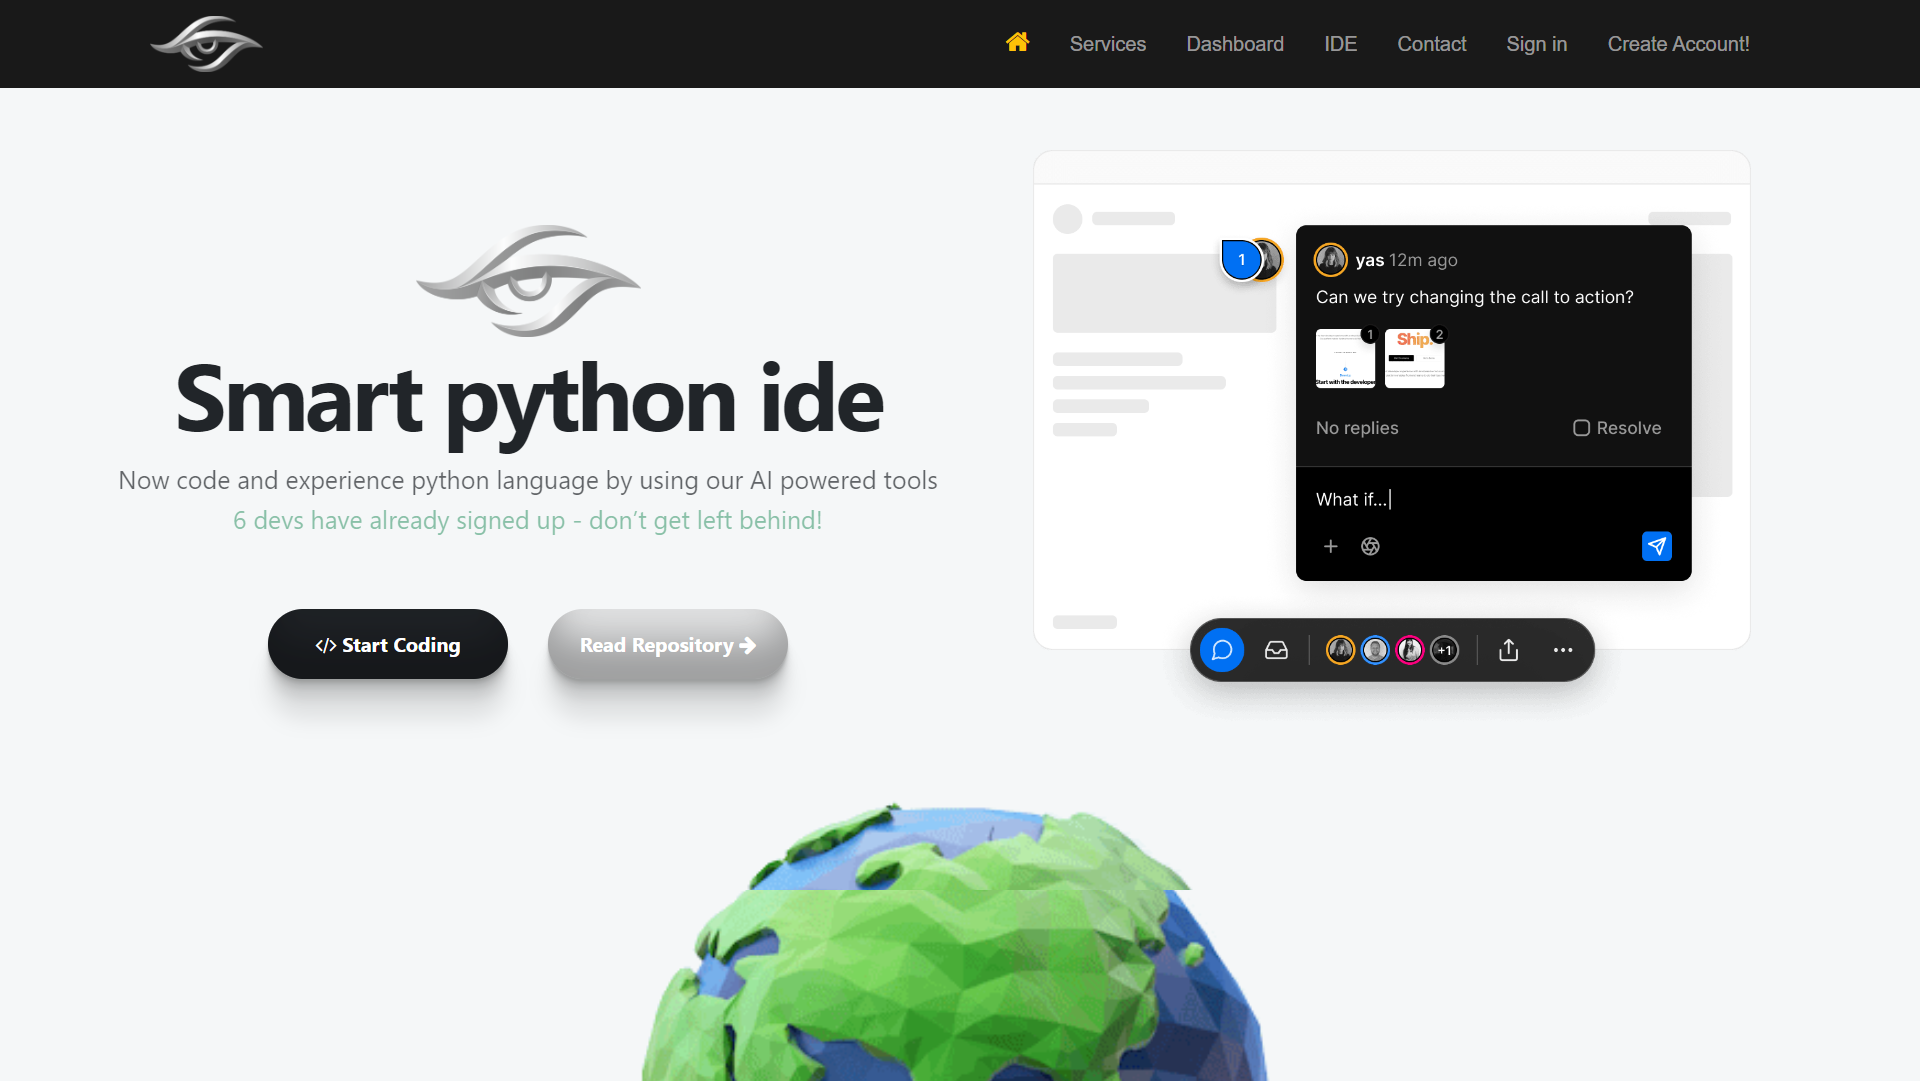 Services
Dashboard
IDE
Contact
Sign in
Create Account!
Smart python ide
Now code and experience python language by using our AI powered tools
6 devs have already signed up - don’t get left behind!
</> Start Coding
Read Repository
1
yas 12m ago
Can we try changing the call to action?
1
2
Ship.
Start with the developer
No replies
Resolve
What if...
+1